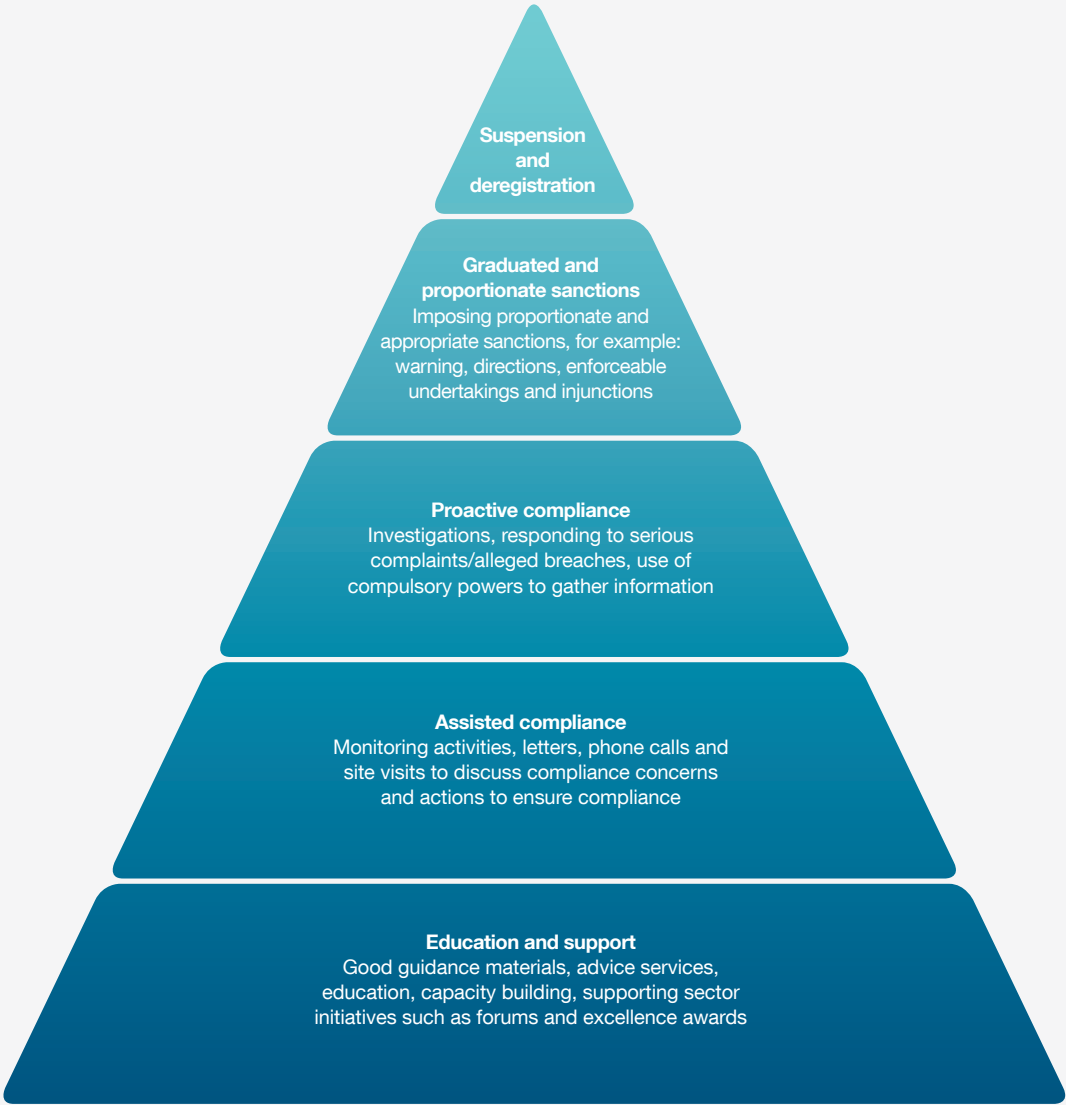 Suspension
and
deregistration
Graduated and
proportionate sanctions
Imposing proportionate and
appropriate sanctions, for example:
warning, directions, enforceable
undertakings and injunctions
Proactive compliance
Investigations, responding to serious
complaints/alleged breaches, use of
compulsory powers to gather information
Assisted compliance
Monitoring activities, letters, phone calls and
site visits to discuss compliance concerns
and actions to ensure compliance
Education and support
Good guidance materials, advice services,
education, capacity building, supporting sector
initiatives such as forums and excellence awards